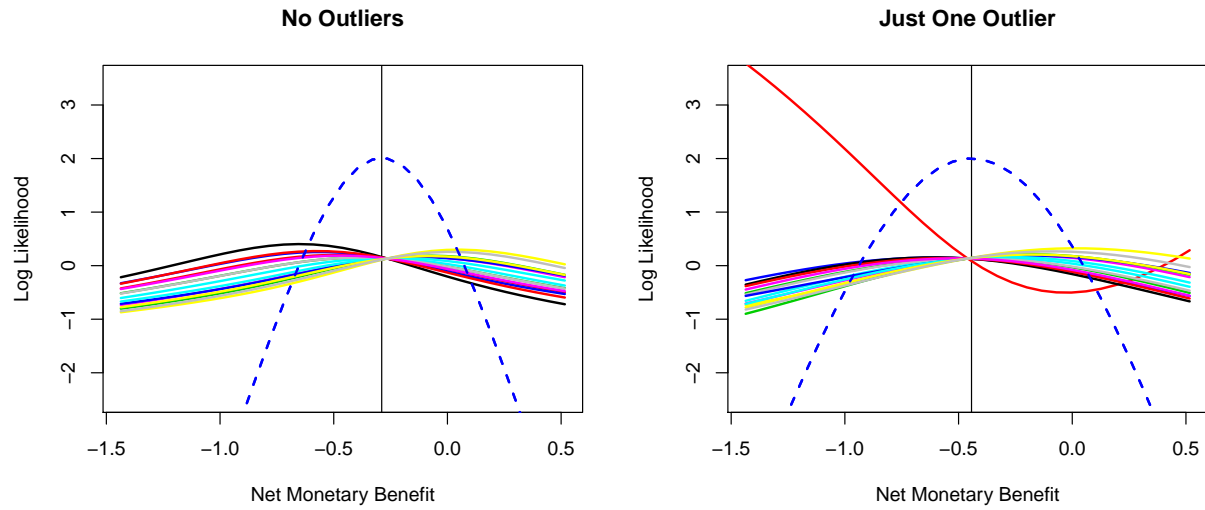 No Outliers
Log Likelihood
3
2
1
0
−1
−2
−1.5 −1.0 −0.5 0.0 0.5
Net Monetary Benefit
Just One Outlier
Log Likelihood
3
2
1
0
−1
−2
−1.5 −1.0 −0.5 0.0 0.5
Net Monetary Benefit